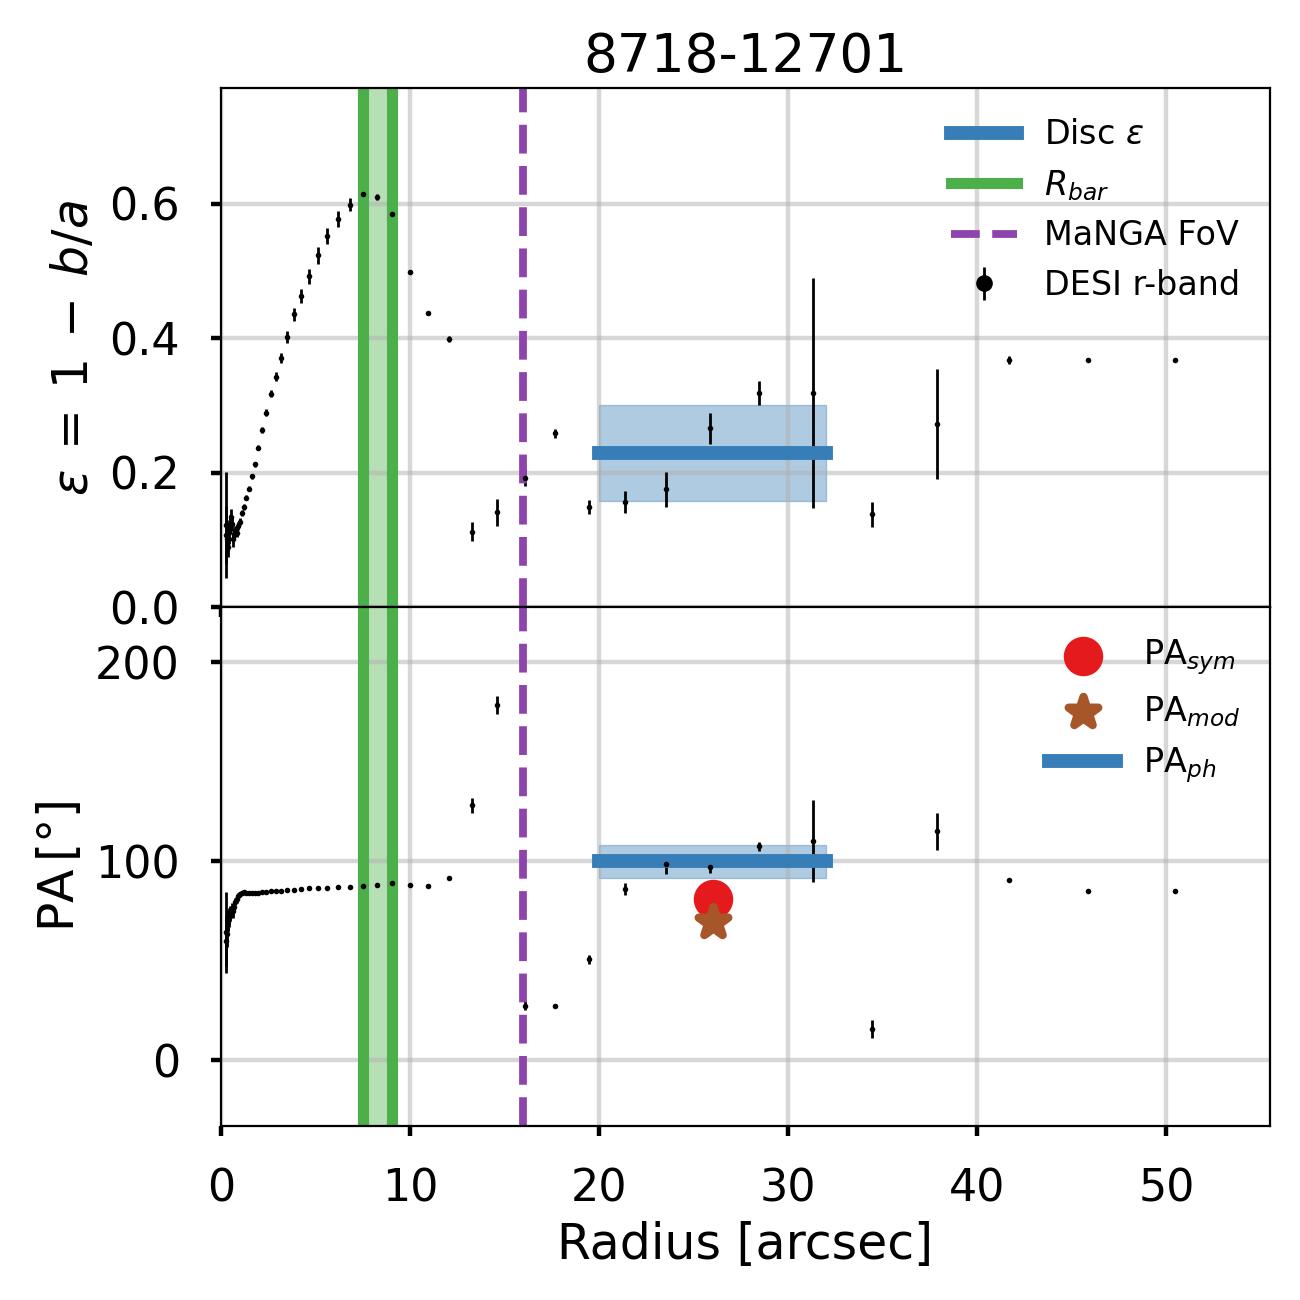 8718-12701
Disc ε
R_bar
MaNGA FoV
DESI r-band
ε = 1 − b/a
0.6
0.4
0.2
0.0
PA_sym
PA_mod
PA_ph
PA [°]
200
100
0
0 10 20 30 40 50
Radius [arcsec]